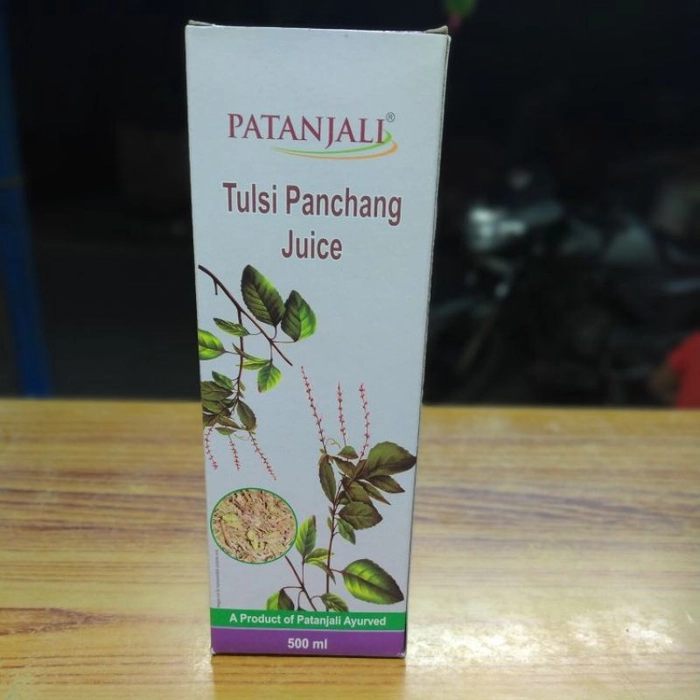 PATANJALI®
Tulsi Panchang
Juice
A Product of Patanjali Ayurved
500 ml